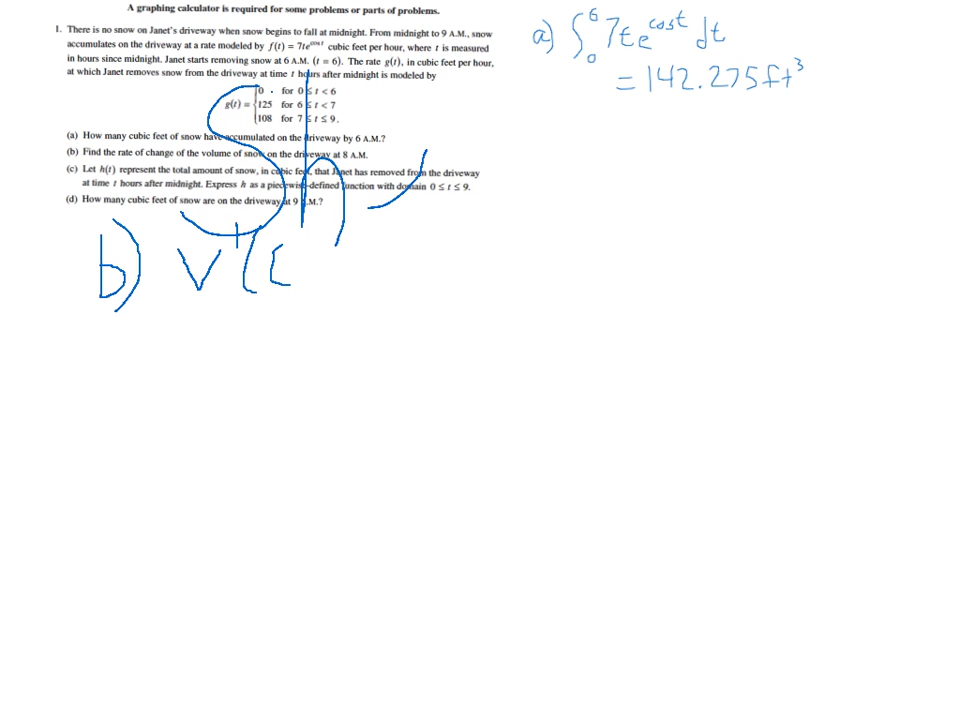 A graphing calculator is required for some problems or parts of problems.
1. There is no snow on Janet's driveway when snow begins to fall at midnight. From midnight to 9 A.M., snow
accumulates on the driveway at a rate modeled by f(t) = 7te^cos t cubic feet per hour, where t is measured
in hours since midnight. Janet starts removing snow at 6 A.M. (t = 6). The rate g(t), in cubic feet per hour,
at which Janet removes snow from the driveway at time t hours after midnight is modeled by
g(t) = { 0 for 0 ≤ t < 6
125 for 6 ≤ t < 7
108 for 7 ≤ t ≤ 9.
(a) How many cubic feet of snow have accumulated on the driveway by 6 A.M.?
(b) Find the rate of change of the volume of snow on the driveway at 8 A.M.
(c) Let h(t) represent the total amount of snow, in cubic feet, that Janet has removed from the driveway
at time t hours after midnight. Express h as a piecewise-defined function with domain 0 ≤ t ≤ 9.
(d) How many cubic feet of snow are on the driveway at 9 A.M.?
a) ∫₀⁶ 7te^cost dt
= 142.275 ft³
b) v'(